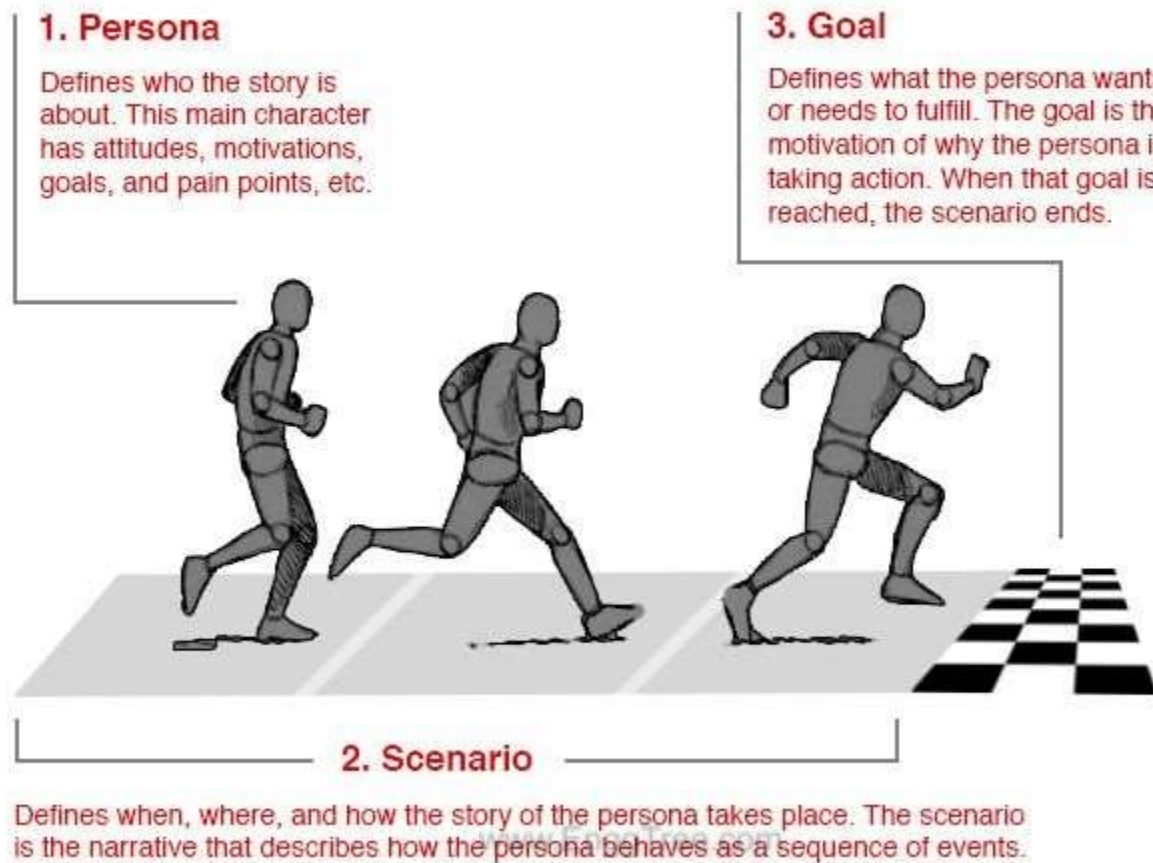 1. Persona
Defines who the story is
about. This main character
has attitudes, motivations,
goals, and pain points, etc.
3. Goal
Defines what the persona want
or needs to fulfill. The goal is th
motivation of why the persona i
taking action. When that goal is
reached, the scenario ends.
2. Scenario
Defines when, where, and how the story of the persona takes place. The scenario
is the narrative that describes how the persona behaves as a sequence of events.
www.EnggTree.com